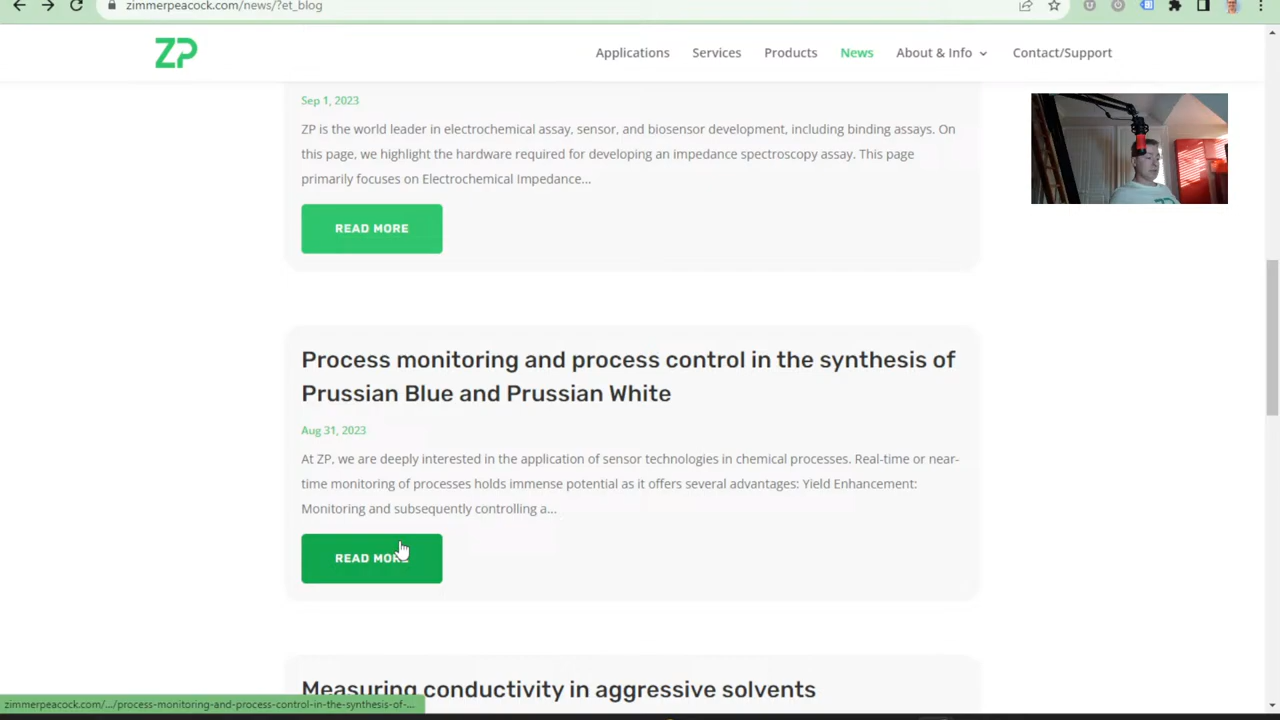 zimmerpeacock.com/news/?et_blog
ZP
Applications
Services
Products
News
About & Info
Contact/Support
Sep 1, 2023
ZP is the world leader in electrochemical assay, sensor, and biosensor development, including binding assays. On
this page, we highlight the hardware required for developing an impedance spectroscopy assay. This page
primarily focuses on Electrochemical Impedance...
READ MORE
Process monitoring and process control in the synthesis of
Prussian Blue and Prussian White
Aug 31, 2023
At ZP, we are deeply interested in the application of sensor technologies in chemical processes. Real-time or near-
time monitoring of processes holds immense potential as it offers several advantages: Yield Enhancement:
Monitoring and subsequently controlling a...
READ MORE
Measuring conductivity in aggressive solvents
zimmerpeacock.com/.../process-monitoring-and-process-control-in-the-synthesis-of-...